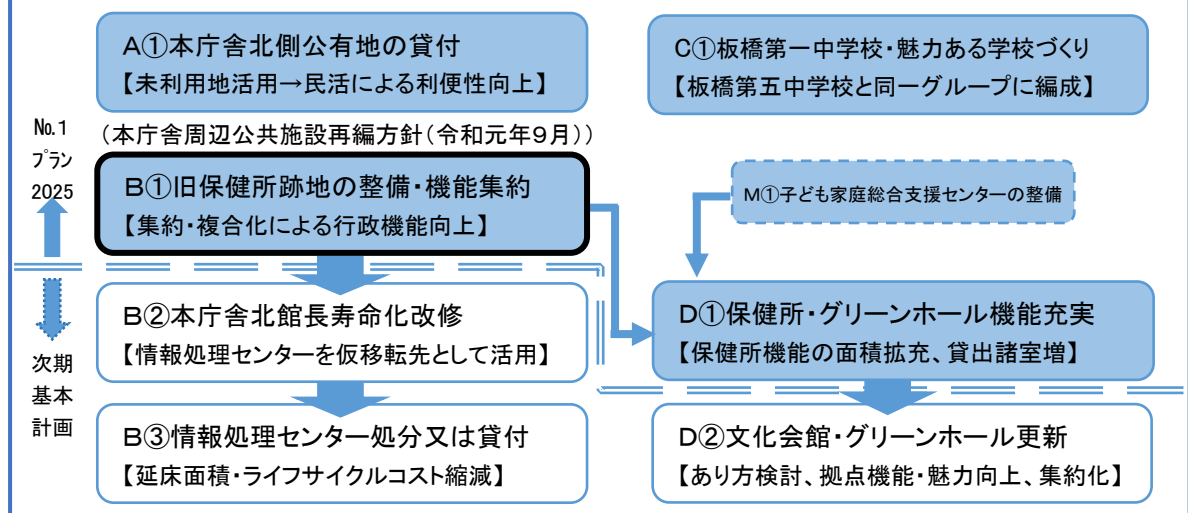 A①本庁舎北側公有地の貸付
【未利用地活用→民活による利便性向上】
C①板橋第一中学校・魅力ある学校づくり
【板橋第五中学校と同一グループに編成】
№1
プラン
2025
（本庁舎周辺公共施設再編方針（令和元年９月））
B①旧保健所跡地の整備・機能集約
【集約・複合化による行政機能向上】
M①子ども家庭総合支援センターの整備
B②本庁舎北館長寿命化改修
【情報処理センターを仮移転先として活用】
D①保健所・グリーンホール機能充実
【保健所機能の面積拡充、貸出諸室増】
次期
基本
計画
B③情報処理センター処分又は貸付
【延床面積・ライフサイクルコスト縮減】
D②文化会館・グリーンホール更新
【あり方検討、拠点機能・魅力向上、集約化】